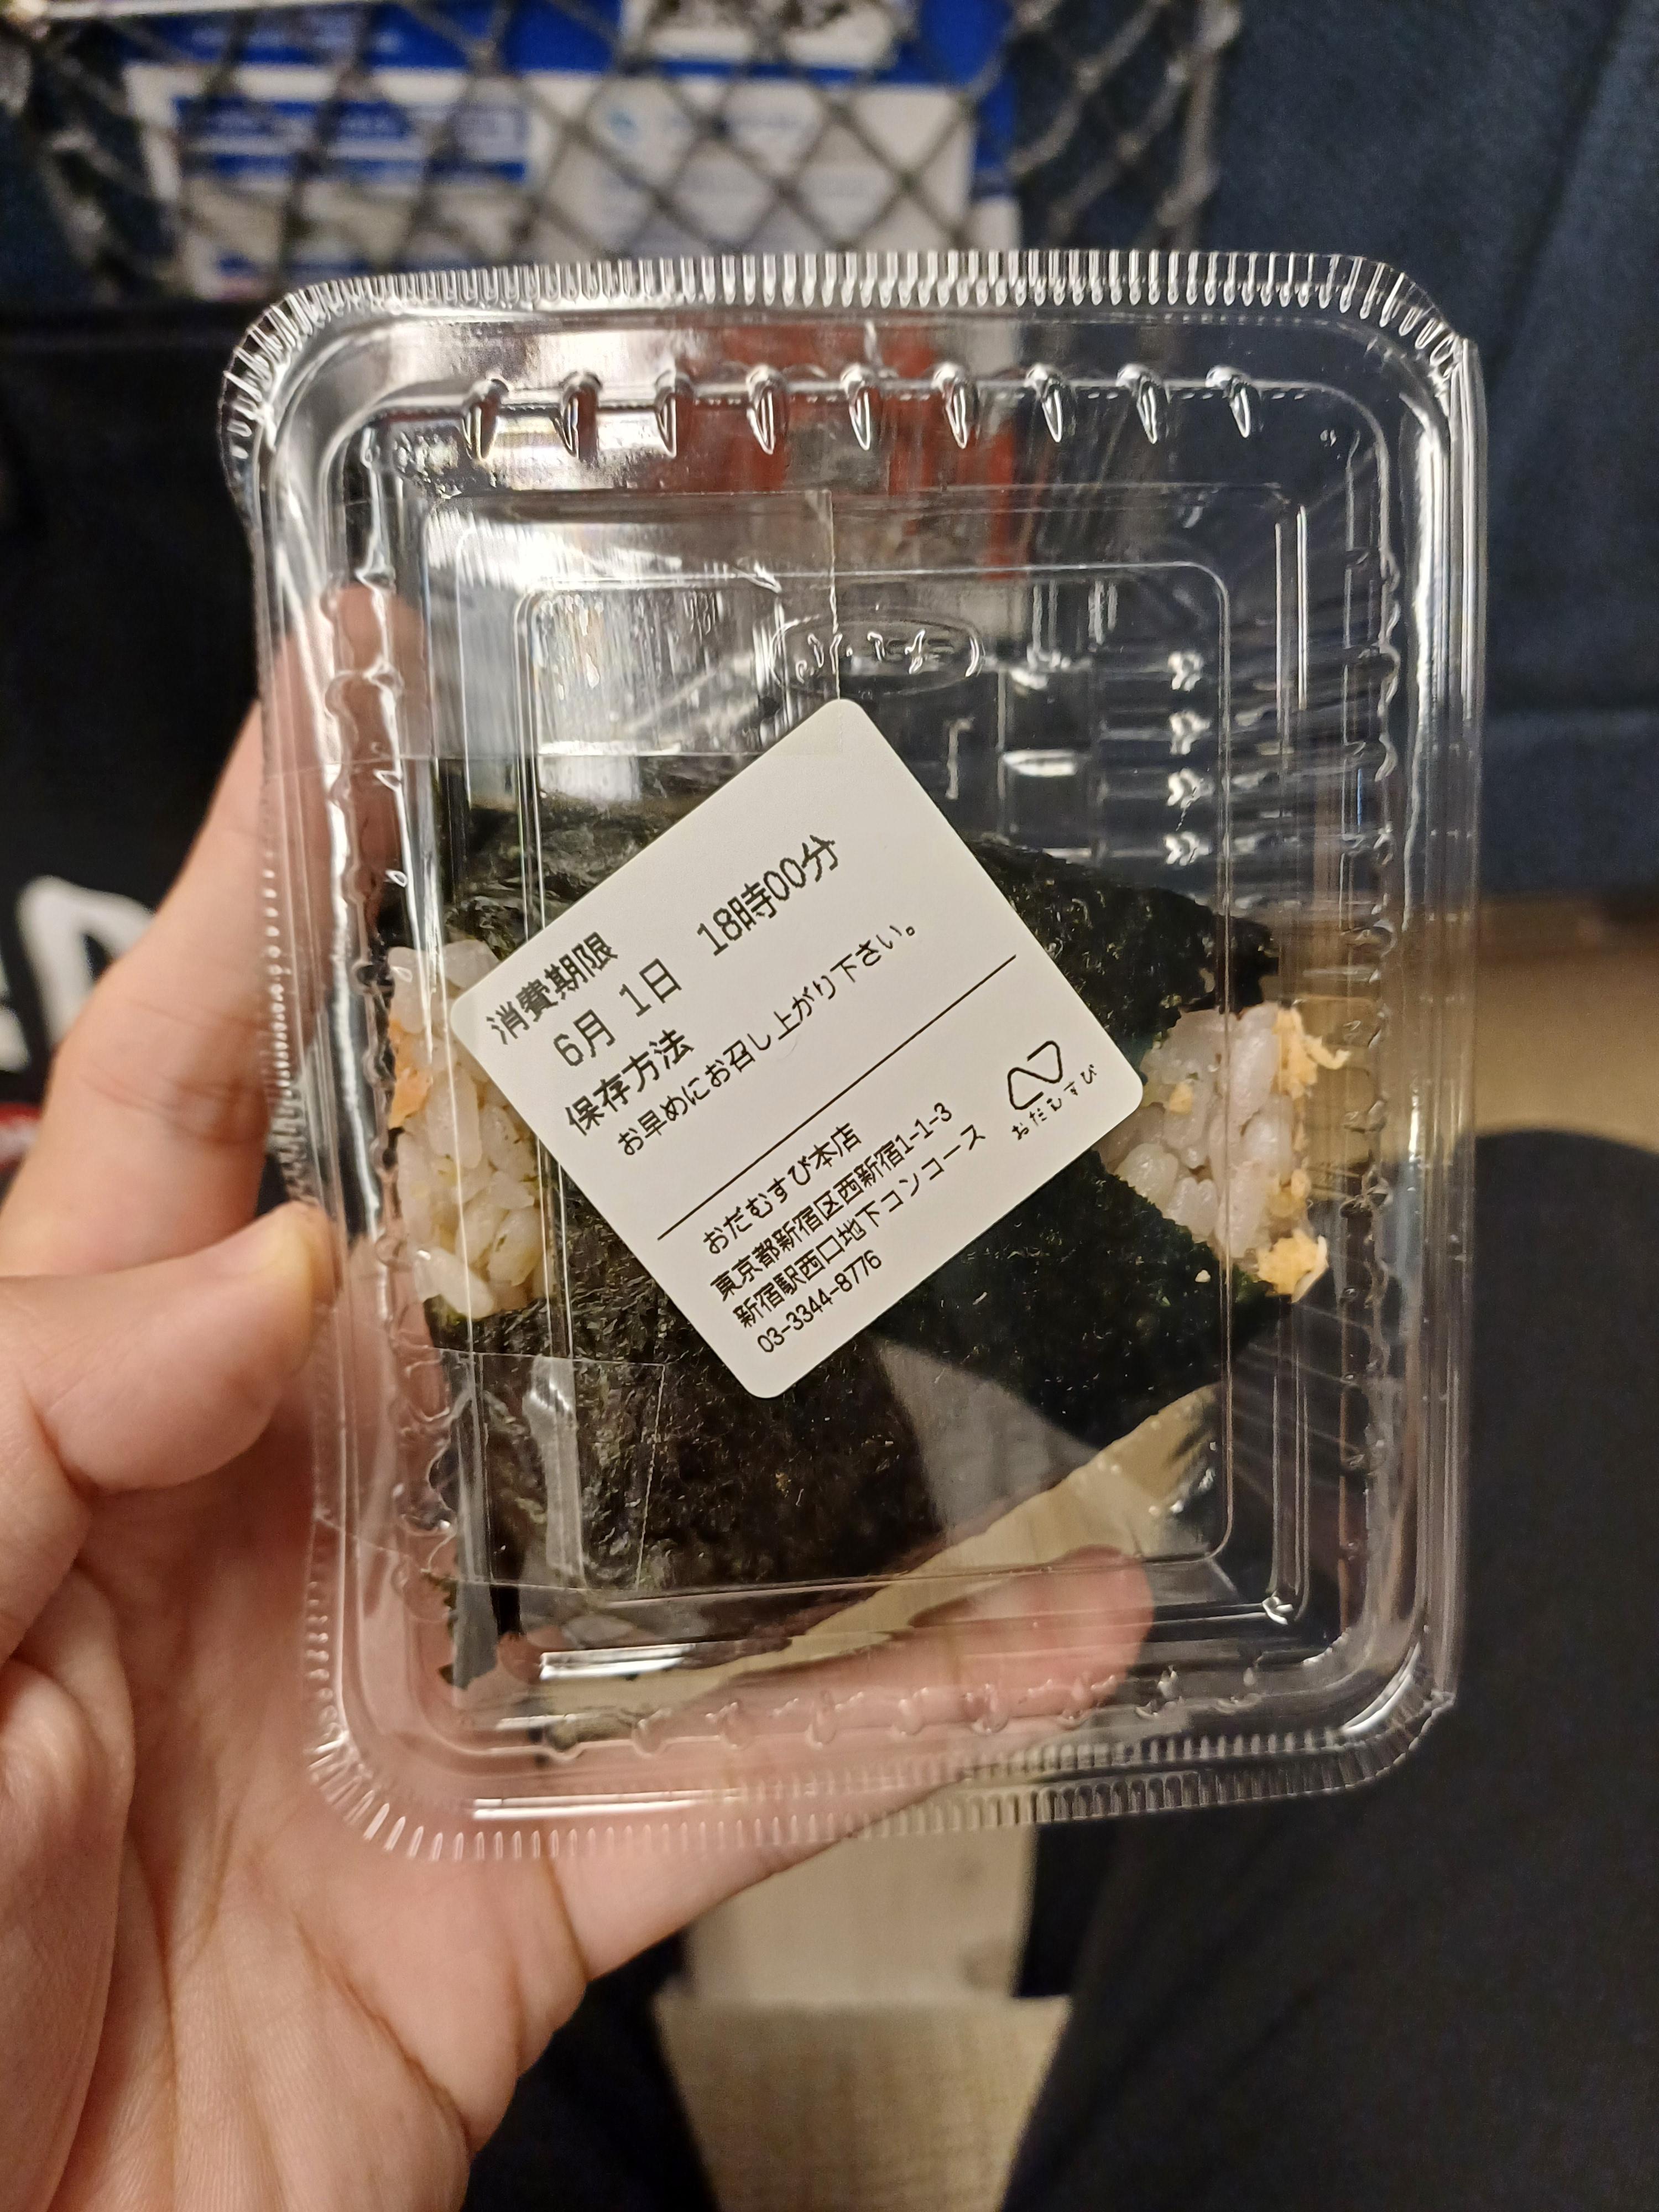 消費期限
6月 1日 18時00分
保存方法
お早めにお召し上がり下さい。
おだむすび本店
東京都新宿区西新宿1-1-3
新宿駅西口地下コンコース
03-3344-8776
おだむすび